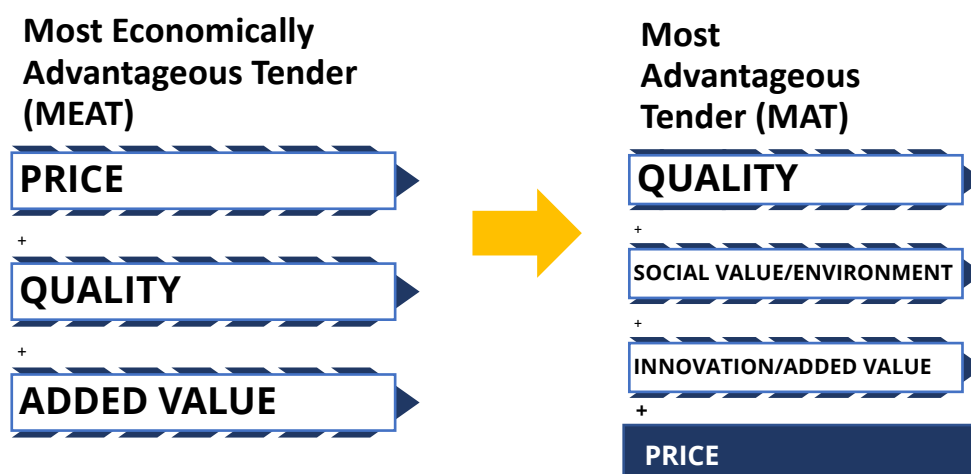 Most Economically
Advantageous Tender
(MEAT)
PRICE
+
QUALITY
+
ADDED VALUE
Most
Advantageous
Tender (MAT)
QUALITY
+
SOCIAL VALUE/ENVIRONMENT
+
INNOVATION/ADDED VALUE
+
PRICE